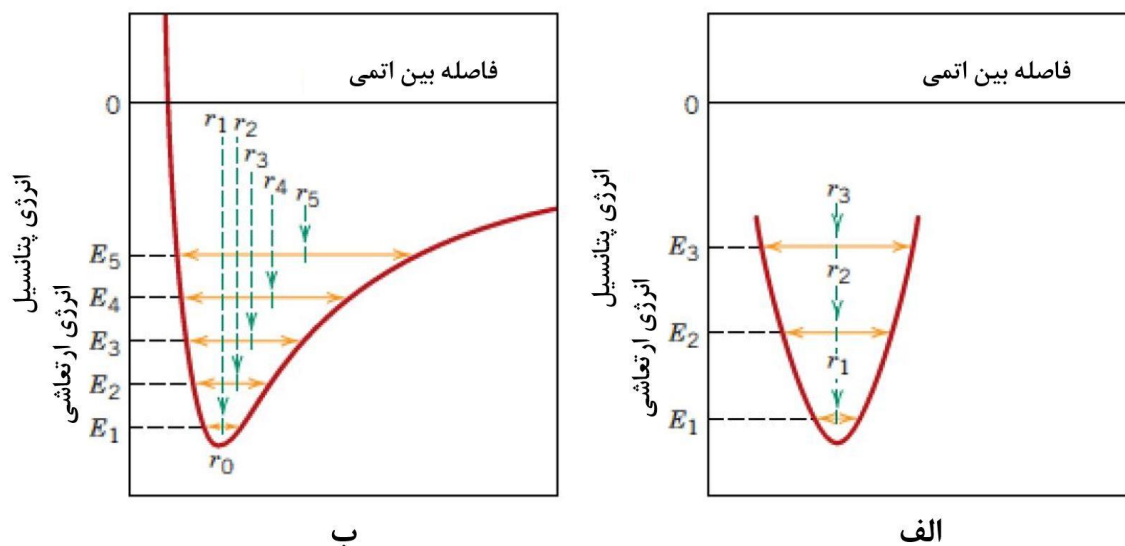 فاصله بین اتمی
0
r3
r2
r1
E3
E2
E1
انرژی پتانسیل
انرژی ارتعاشی
الف
فاصله بین اتمی
0
r1 r2
r3
r4
r5
E5
E4
E3
E2
E1
r0
انرژی پتانسیل
انرژی ارتعاشی
ب